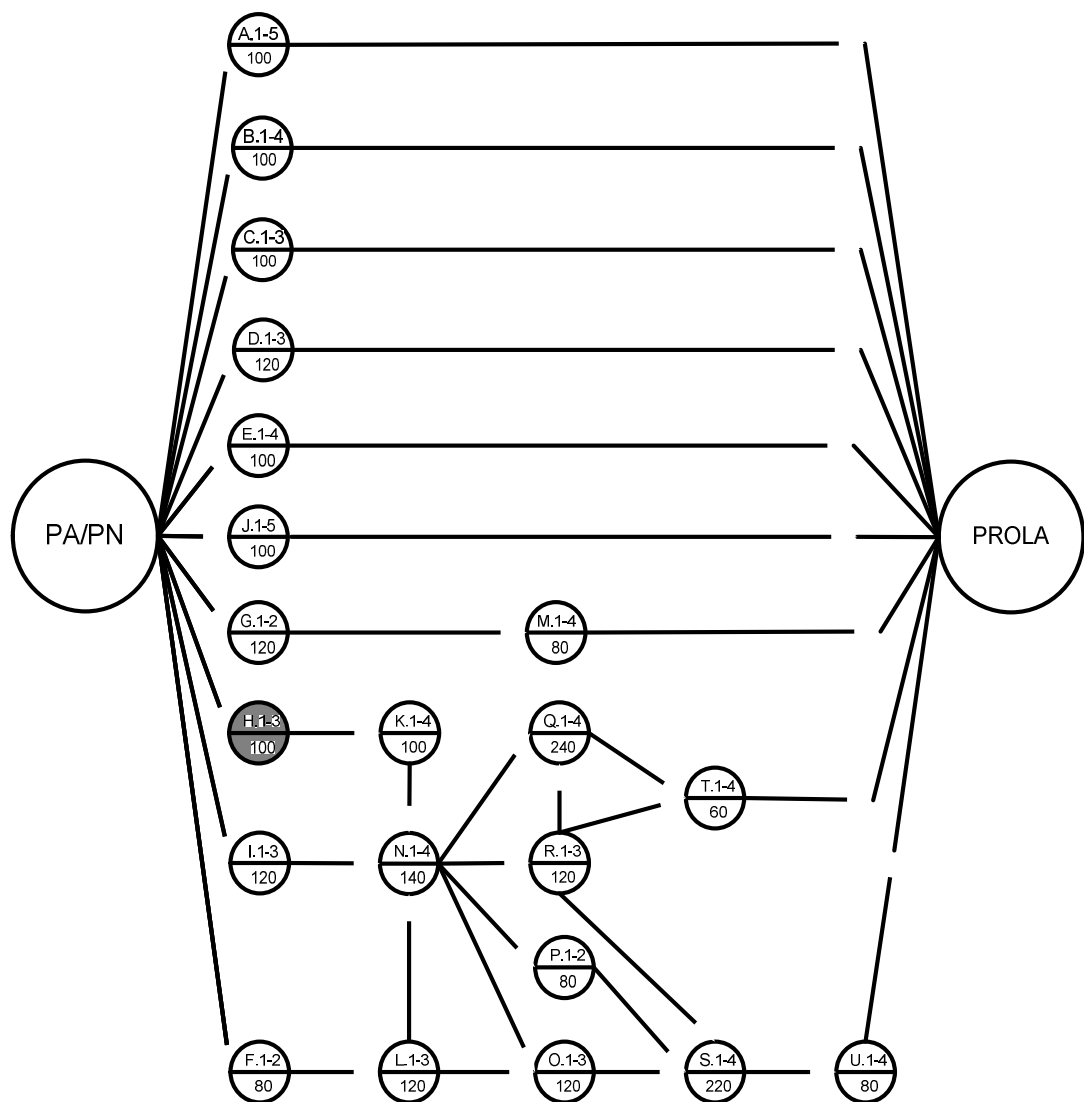 A.1-5
100
B.1-4
100
C.1-3
100
D.1-3
120
E.1-4
100
PA/PN
J.1-5
100
PROLA
G.1-2
120
M.1-4
80
H.1-3
100
K.1-4
100
Q.1-4
240
T.1-4
60
I.1-3
120
N.1-4
140
R.1-3
120
P.1-2
80
F.1-2
80
L.1-3
120
O.1-3
120
S.1-4
220
U.1-4
80